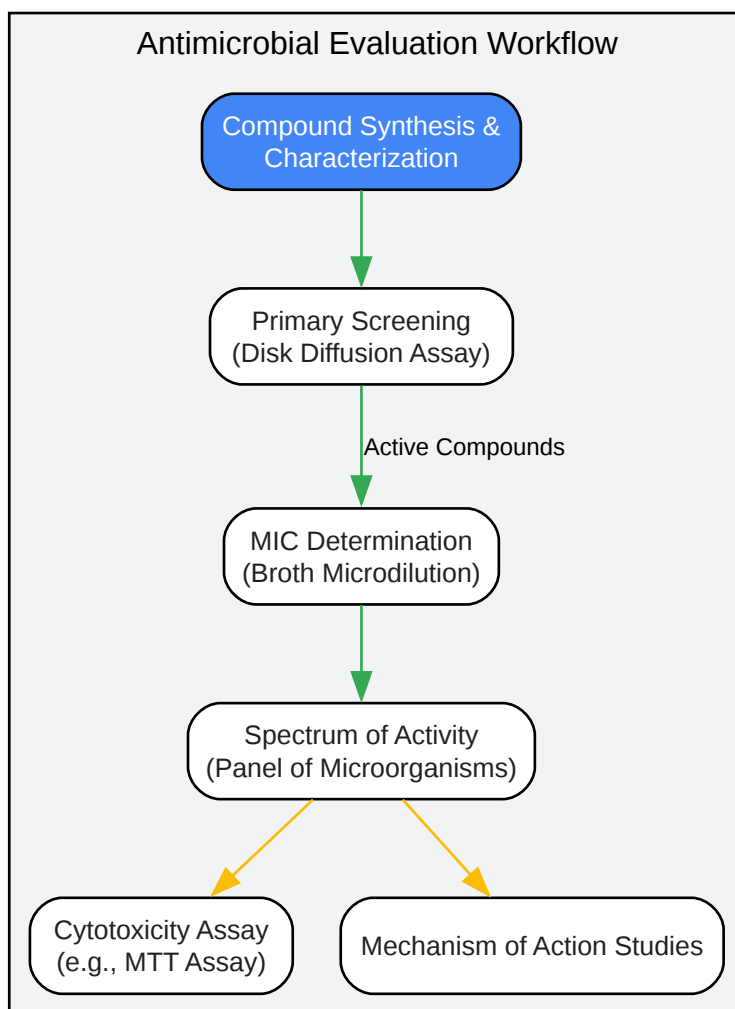 Antimicrobial Evaluation Workflow
Compound Synthesis &
Characterization
Primary Screening
(Disk Diffusion Assay)
Active Compounds
MIC Determination
(Broth Microdilution)
Spectrum of Activity
(Panel of Microorganisms)
Cytotoxicity Assay
(e.g., MTT Assay)
Mechanism of Action Studies